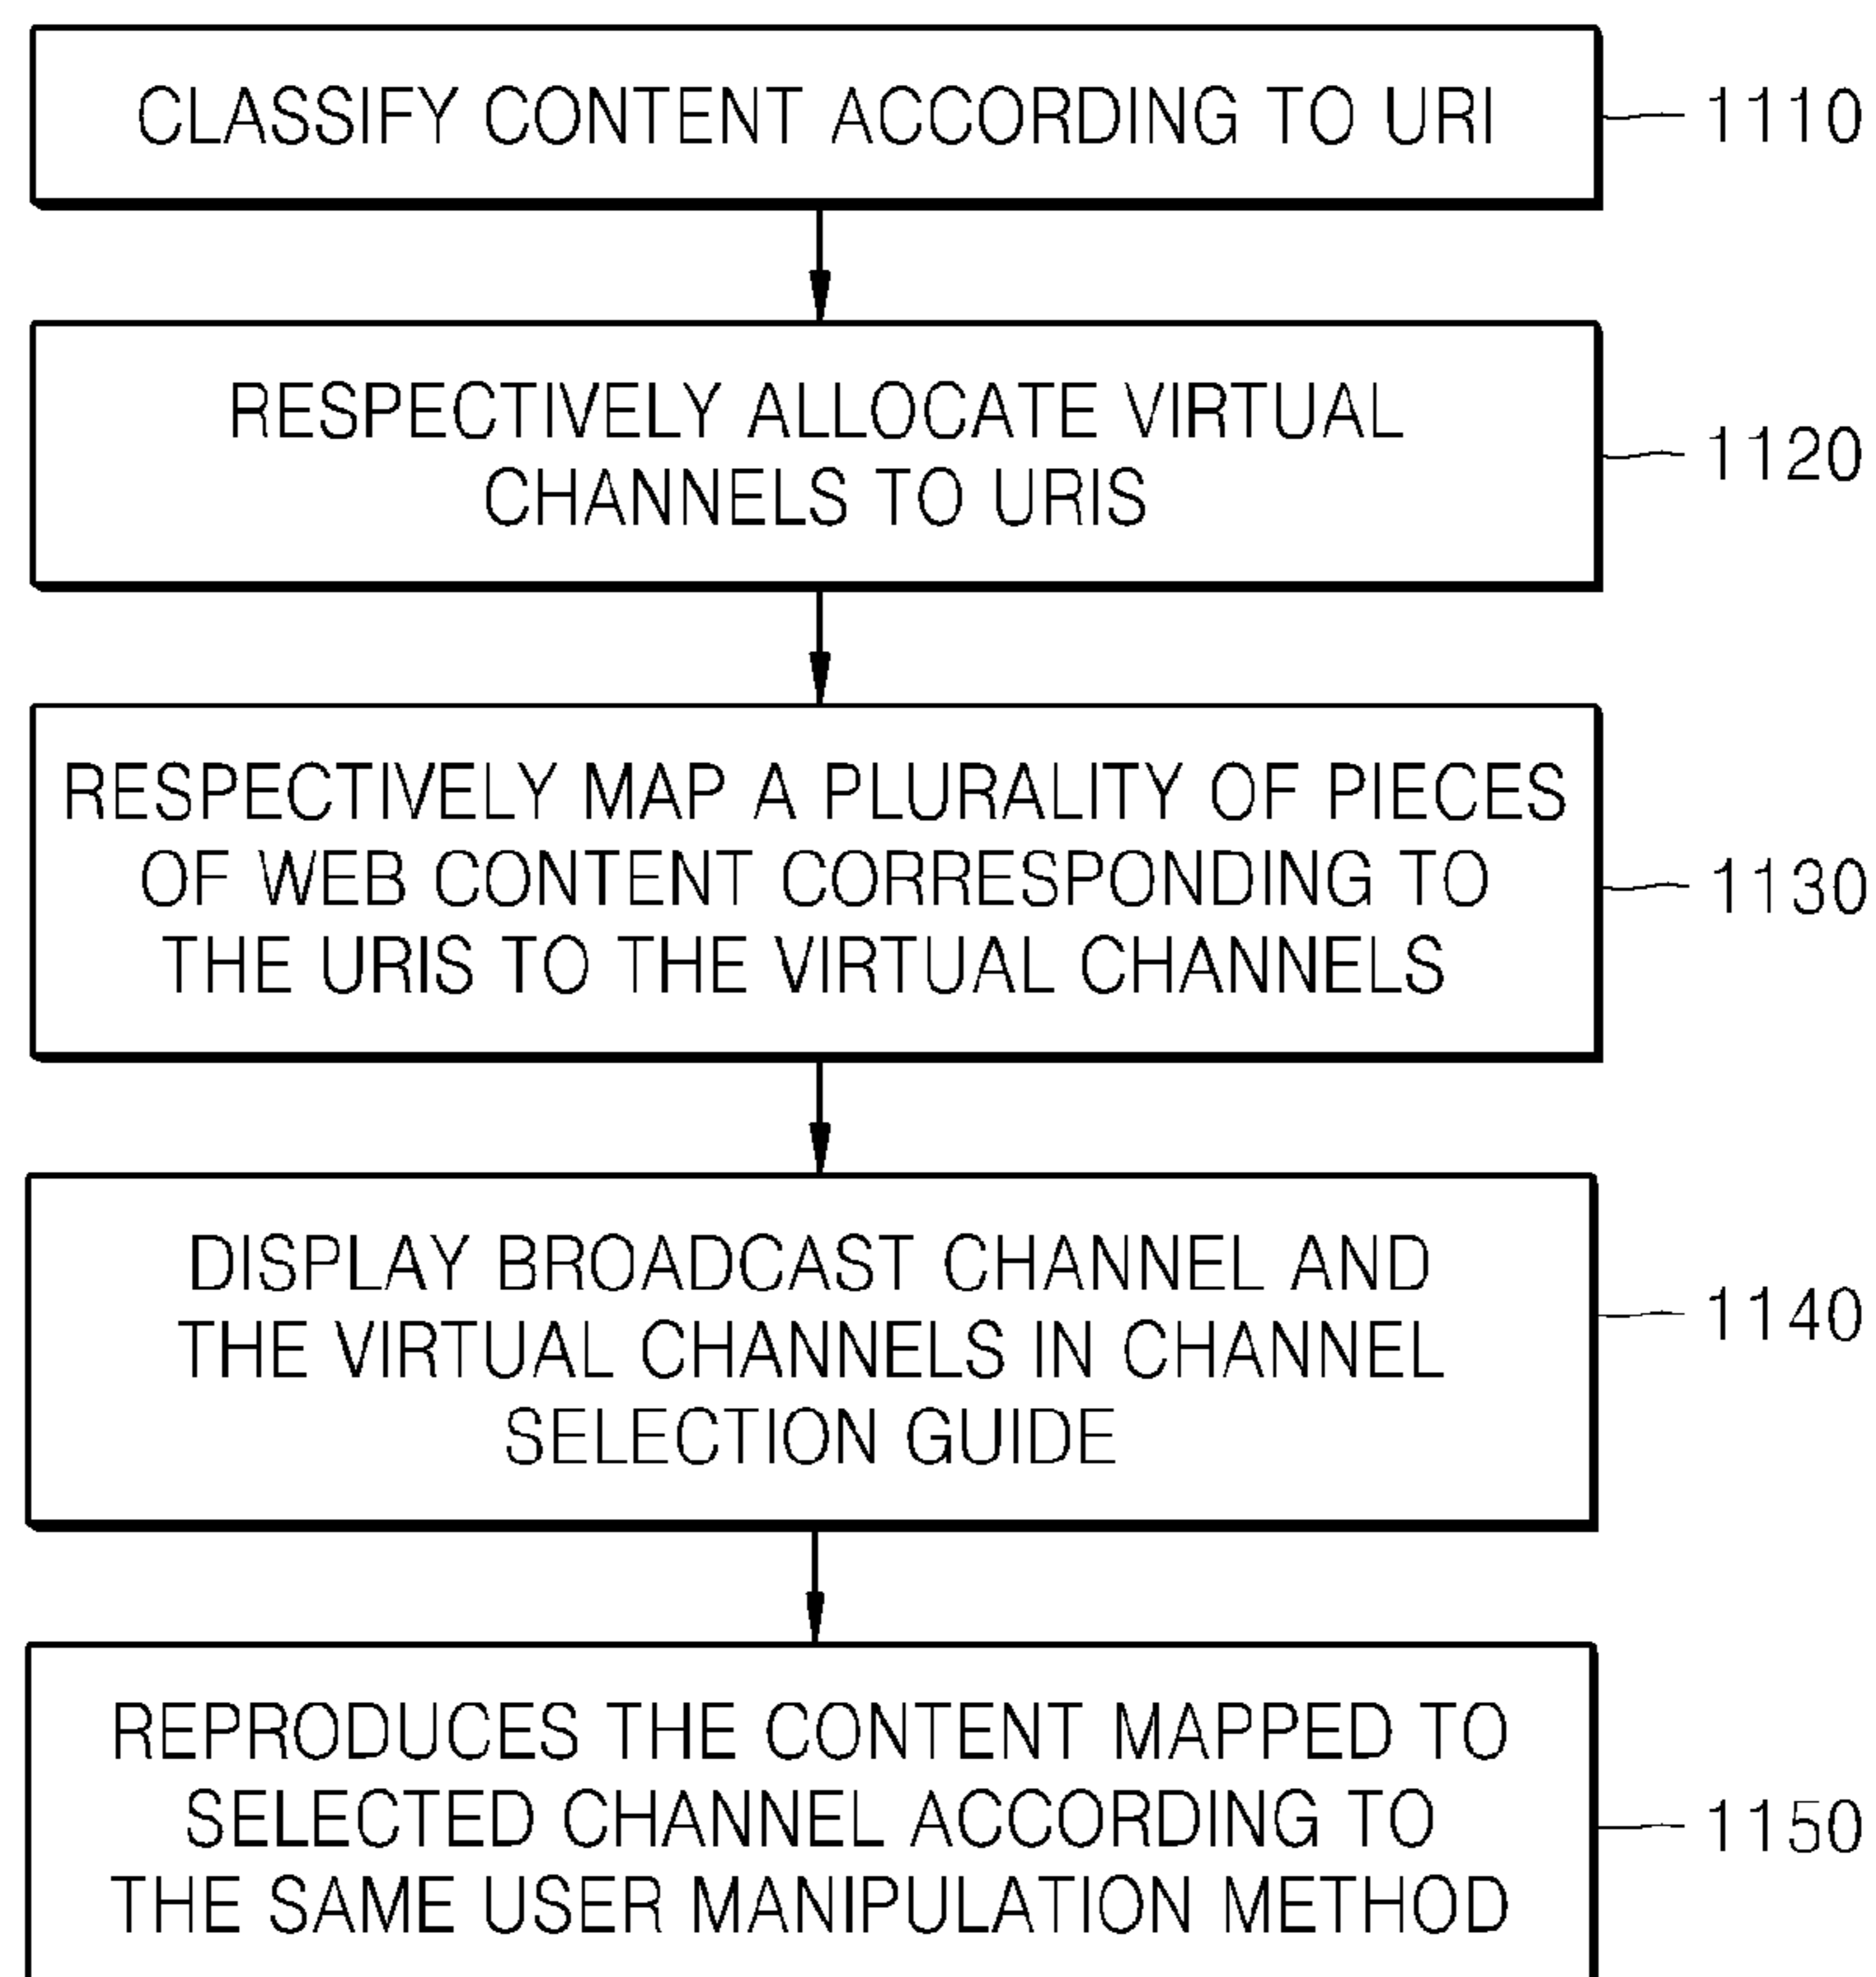 CLASSIFY CONTENT ACCORDING TO URI
1110
RESPECTIVELY ALLOCATE VIRTUAL
CHANNELS TO URIS
1120
RESPECTIVELY MAP A PLURALITY OF PIECES
OF WEB CONTENT CORRESPONDING TO
THE URIS TO THE VIRTUAL CHANNELS
1130
DISPLAY BROADCAST CHANNEL AND
THE VIRTUAL CHANNELS IN CHANNEL
SELECTION GUIDE
1140
REPRODUCES THE CONTENT MAPPED TO
SELECTED CHANNEL ACCORDING TO
THE SAME USER MANIPULATION METHOD
1150